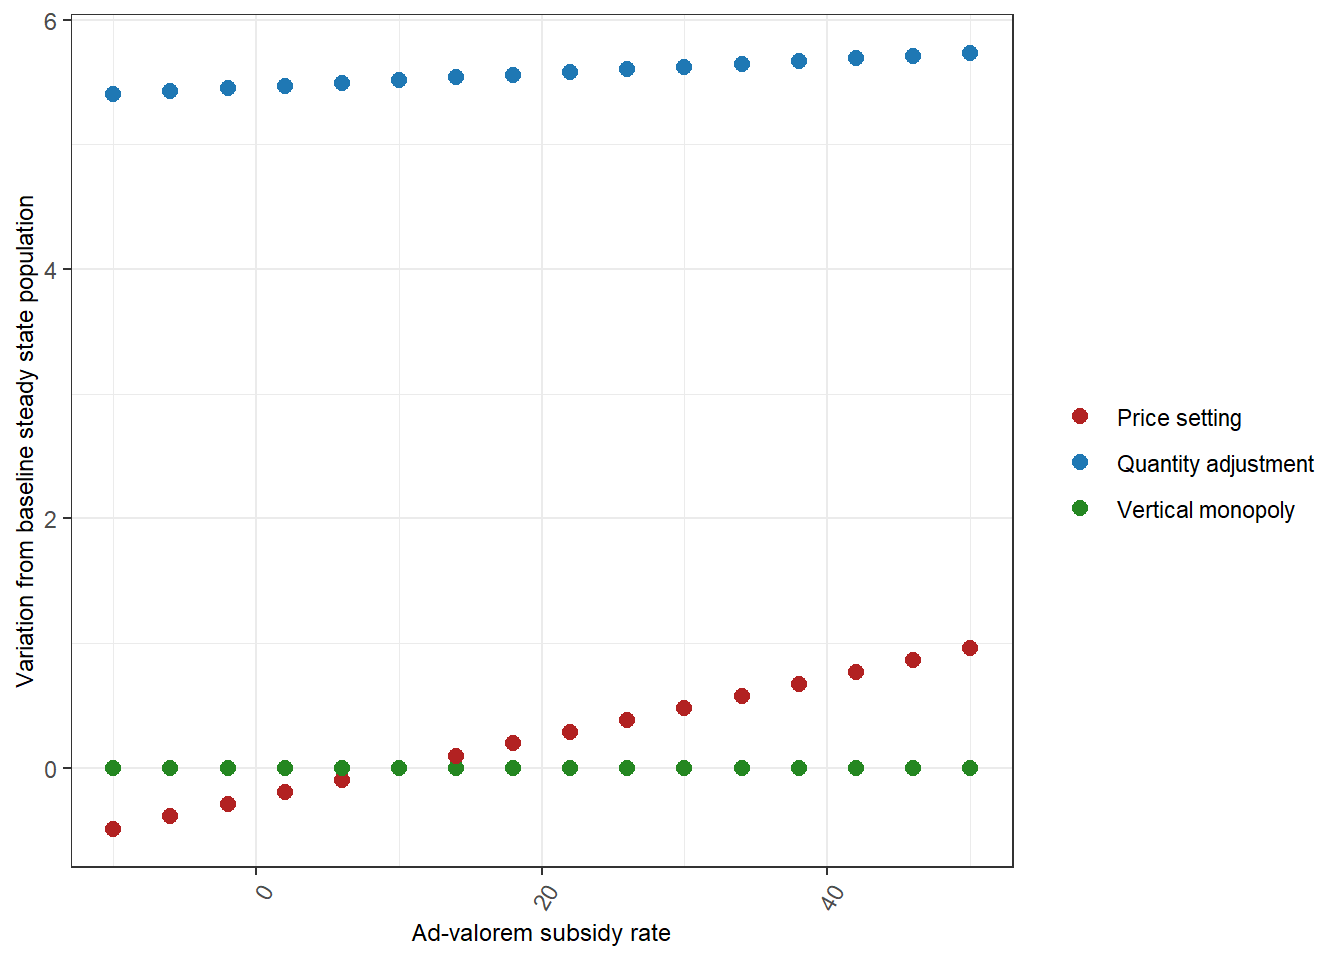 Variation from baseline steady state population
6
4
2
0
0
20
40
Ad-valorem subsidy rate
Price setting
Quantity adjustment
Vertical monopoly